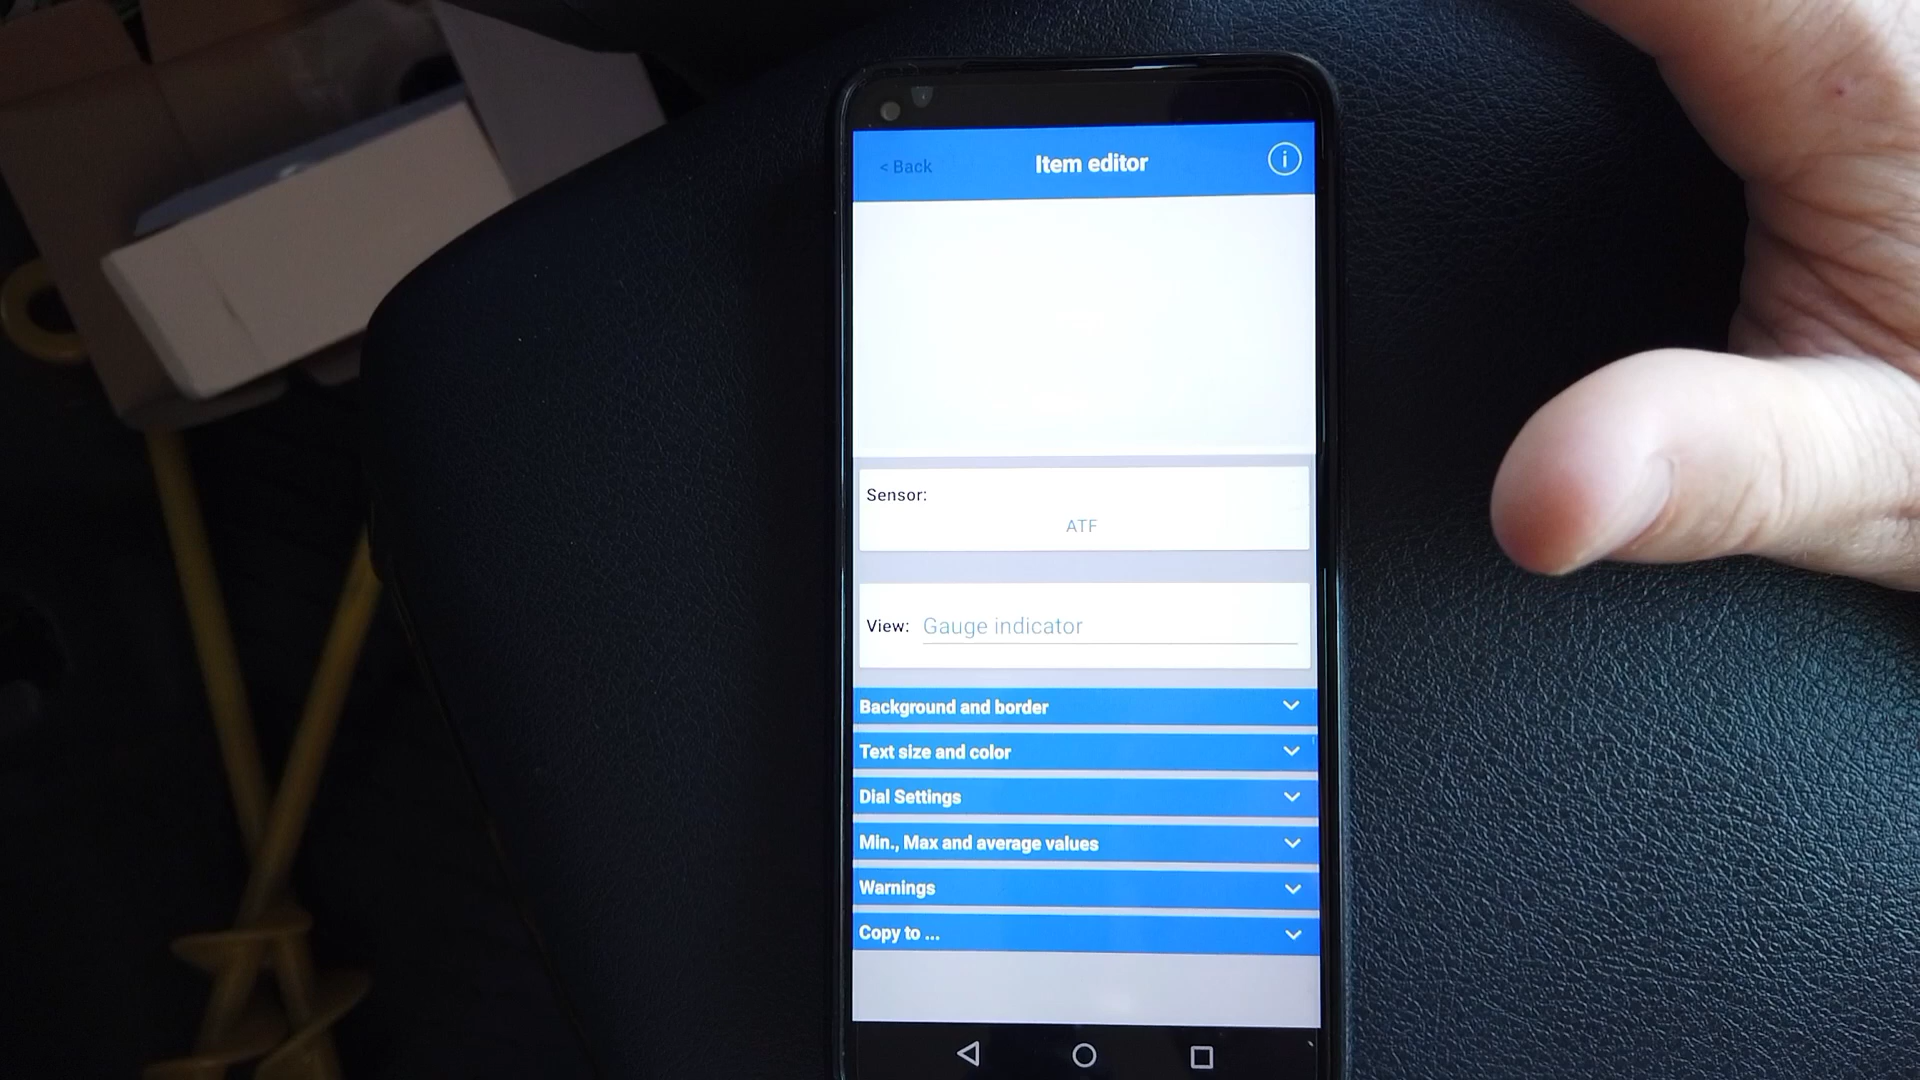 < Back
Item editor
i
Sensor:
ATF
View: Gauge indicator
Background and border
Text size and color
Dial Settings
Min., Max and average values
Warnings
Copy to ...